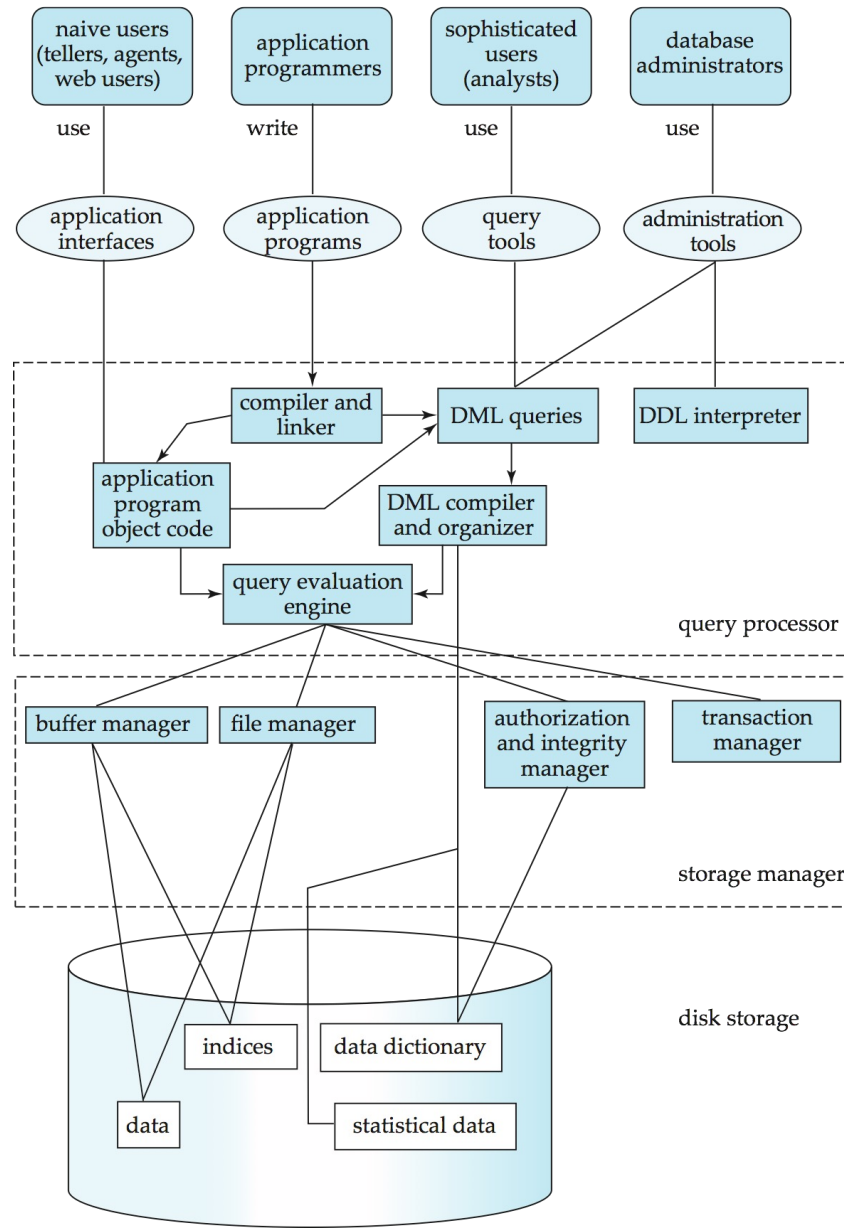 naive users
(tellers, agents,
web users)
application
programmers
sophisticated
users
(analysts)
database
administrators
use
write
use
use
application
interfaces
application
programs
query
tools
administration
tools
compiler and
linker
DML queries
DDL interpreter
application
program
object code
DML compiler
and organizer
query evaluation
engine
query processor
buffer manager
file manager
authorization
and integrity
manager
transaction
manager
storage manager
disk storage
indices
data dictionary
data
statistical data